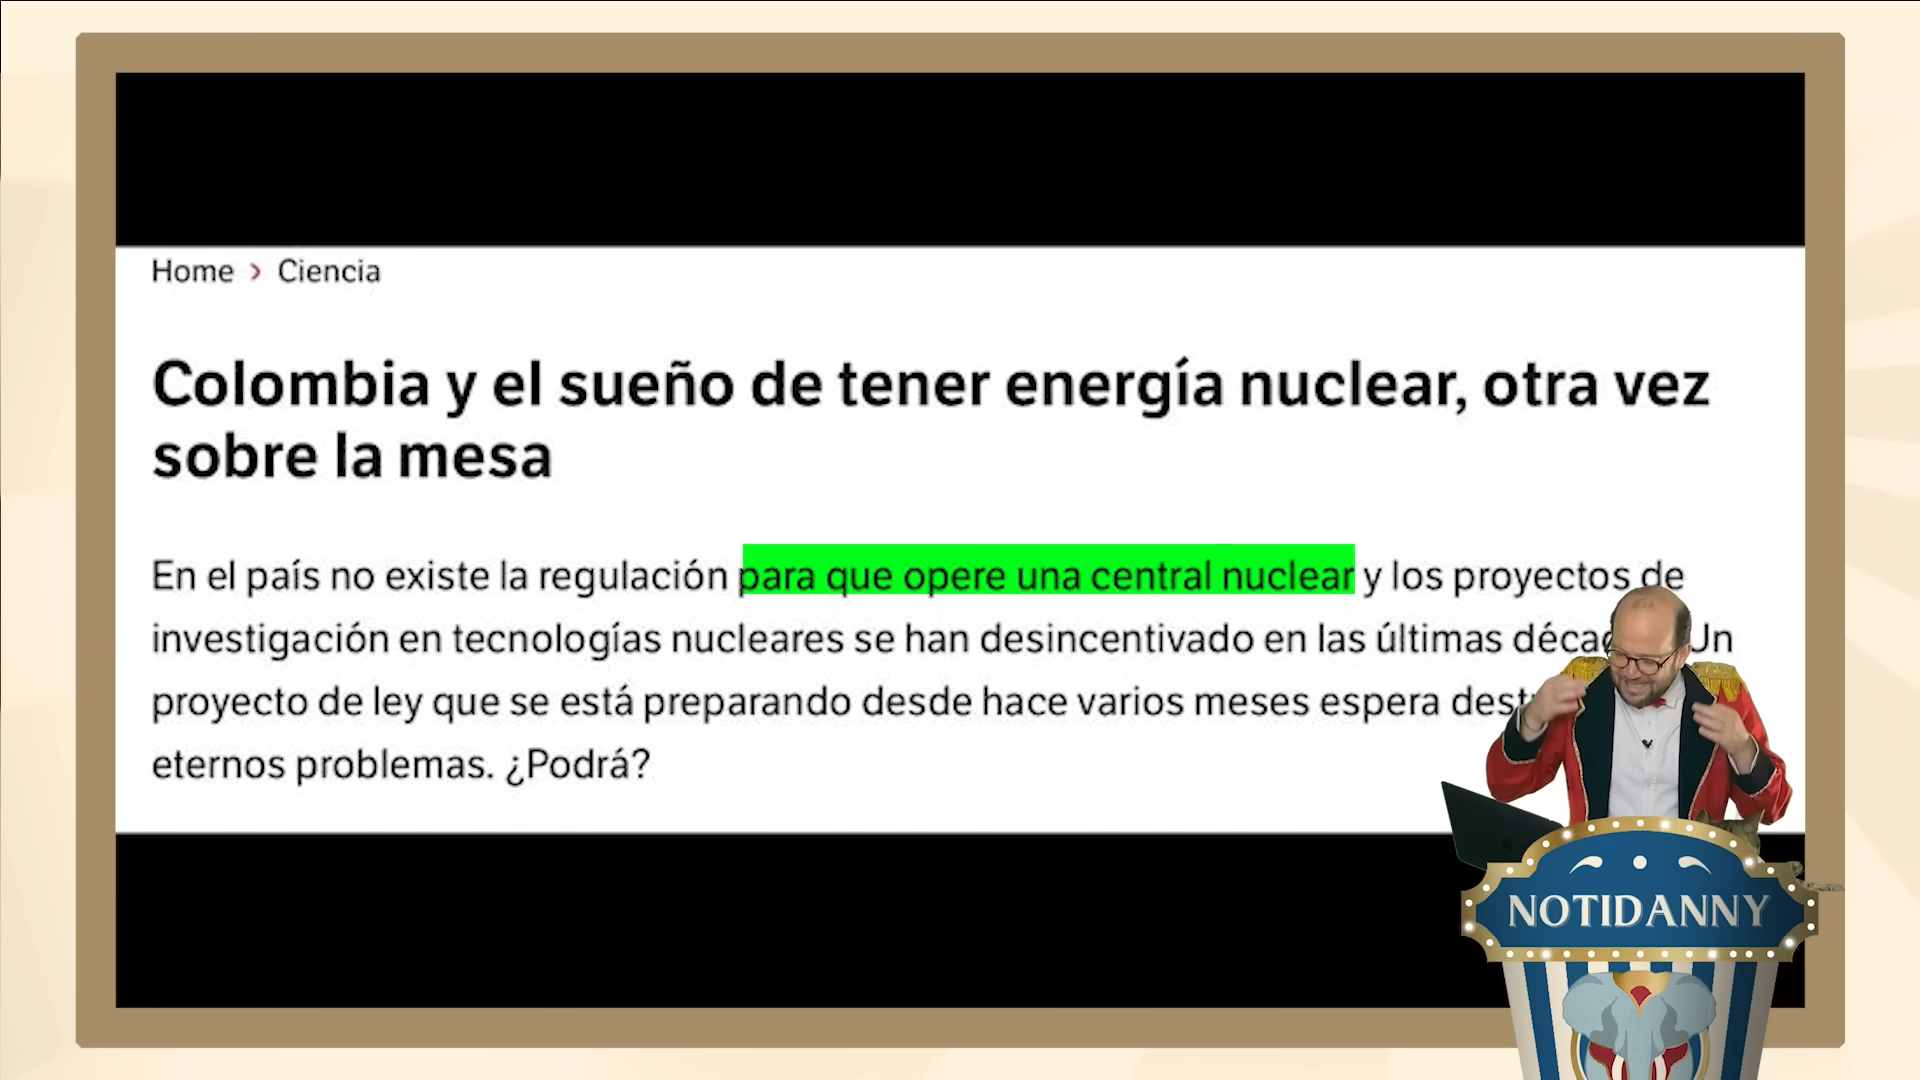 Home > Ciencia
Colombia y el sueño de tener energía nuclear, otra vez
sobre la mesa
En el país no existe la regulación para que opere una central nuclear y los proyectos de
investigación en tecnologías nucleares se han desincentivado en las últimas Un
proyecto de ley que se está preparando desde hace varios meses espera
eternos problemas. ¿Podrá?
NOTIDANNY